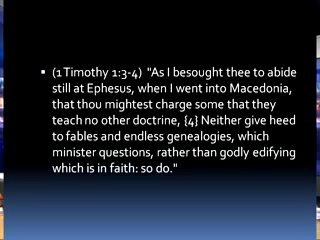 ▪ (1 Timothy 1:3-4) "As I besought thee to abide
still at Ephesus, when I went into Macedonia,
that thou mightest charge some that they
teach no other doctrine, {4} Neither give heed
to fables and endless genealogies, which
minister questions, rather than godly edifying
which is in faith: so do."